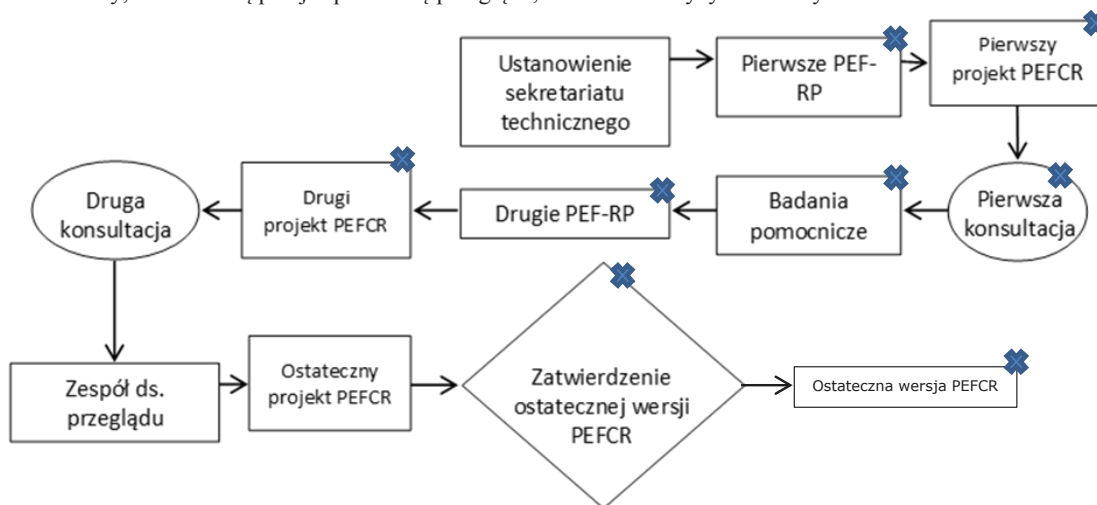 Ustanowienie
sekretariatu
technicznego
Pierwsze PEF-
RP
Pierwszy
projekt PEFCR
Pierwsza
konsultacja
Badania
pomocnicze
Drugie PEF-RP
Drugi
projekt PEFCR
Druga
konsultacja
Zespół ds.
przeglądu
Ostateczny
projekt PEFCR
Zatwierdzenie
ostatecznej wersji
PEFCR
Ostateczna wersja PEFCR